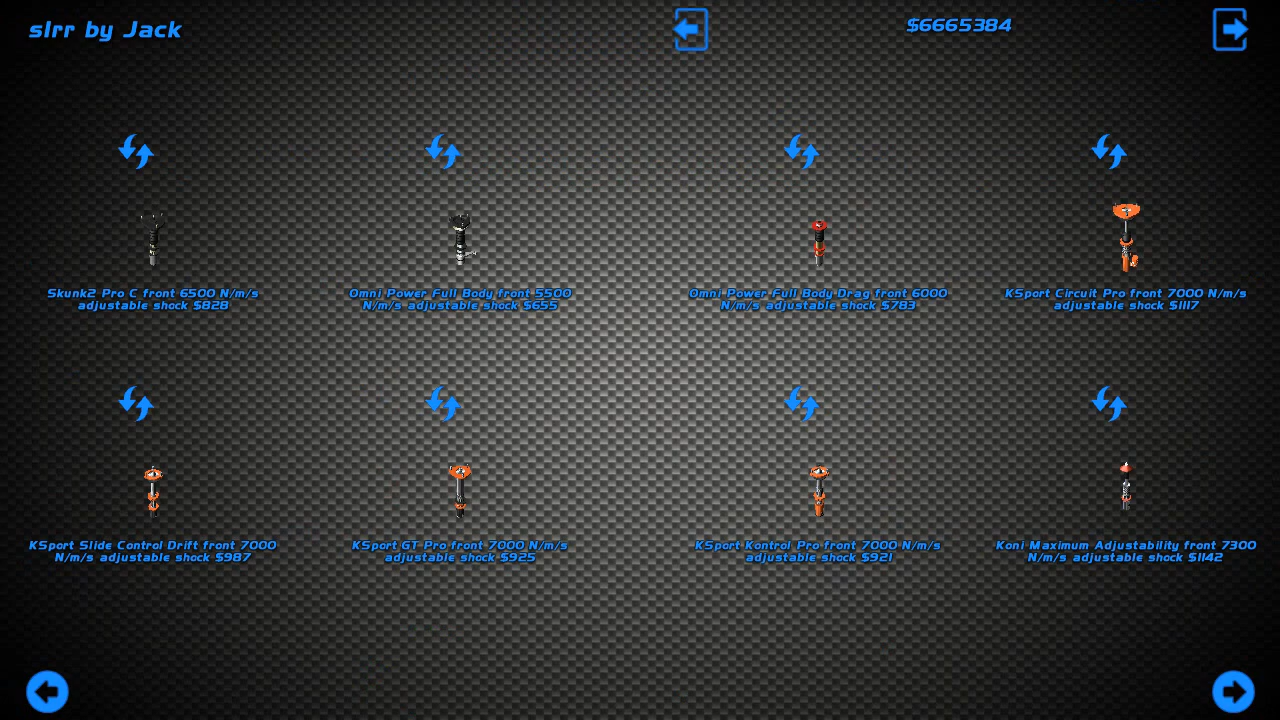 slrr by Jack
$6665384
Skunk2 Pro C front 6500 N/m/s
adjustable shock $828
Omni Power Full Body front 5500
N/m/s adjustable shock $655
Omni Power Full Body Drag front 6000
N/m/s adjustable shock $783
KSport Circuit Pro front 7000 N/m/s
adjustable shock $1117
KSport Slide Control Drift front 7000
N/m/s adjustable shock $987
KSport GT Pro front 7000 N/m/s
adjustable shock $925
KSport Kontrol Pro front 7000 N/m/s
adjustable shock $921
Koni Maximum Adjustability front 7300
N/m/s adjustable shock $1142